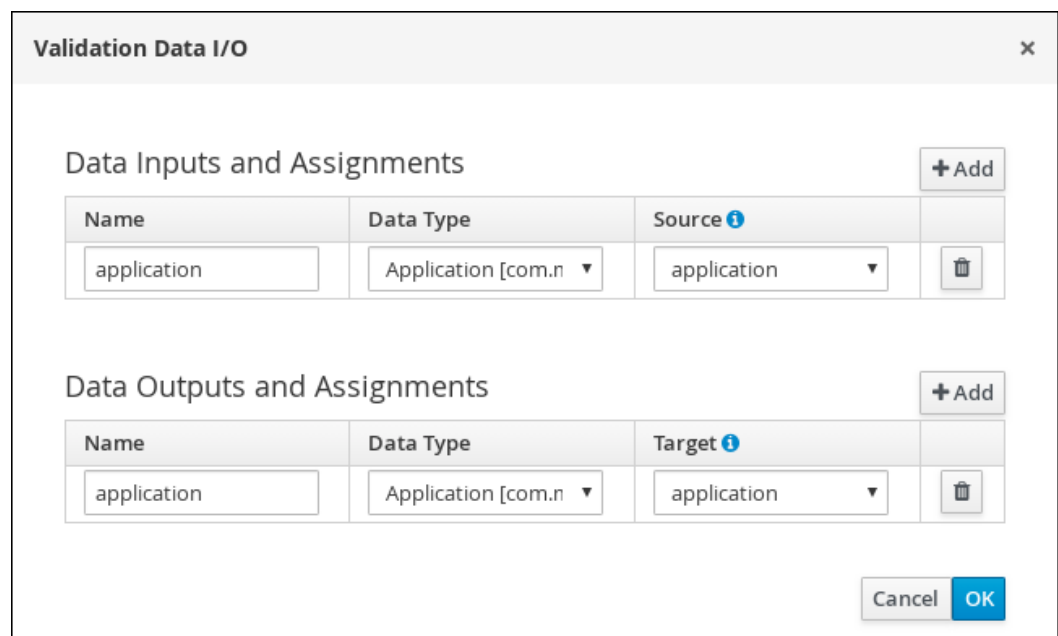 Validation Data I/O ×
Data Inputs and Assignments + Add
Name Data Type Source
application Application [com.n application
Data Outputs and Assignments + Add
Name Data Type Target
application Application [com.n application
Cancel OK